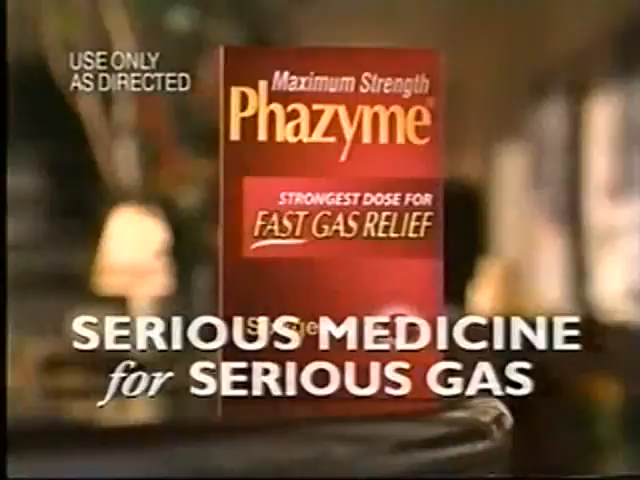 USE ONLY
AS DIRECTED
Maximum Strength
Phazyme
STRONGEST DOSE FOR
FAST GAS RELIEF
SERIOUS MEDICINE
for SERIOUS GAS